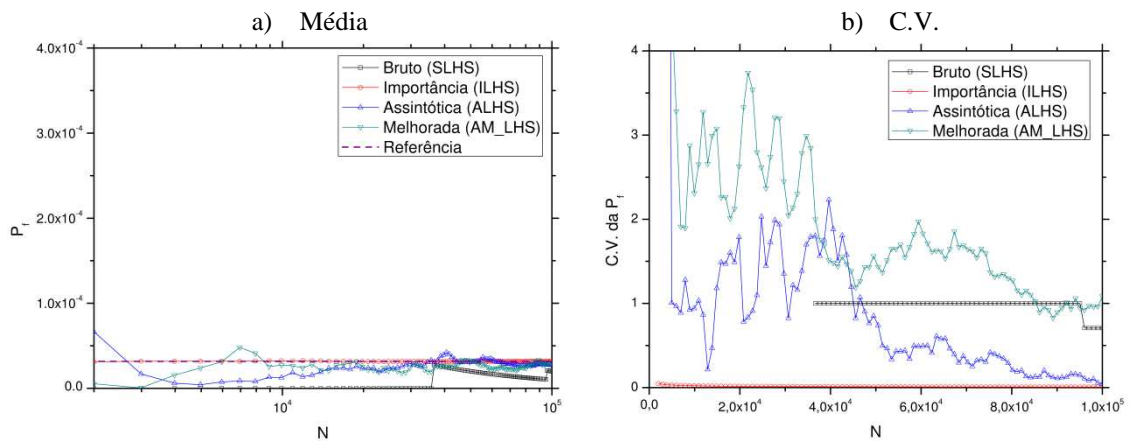 a) Média
4,0x10⁻⁴
3,0x10⁻⁴
2,0x10⁻⁴
1,0x10⁻⁴
0,0
P_f
10⁴
10⁵
N
Bruto (SLHS)
Importância (ILHS)
Assintótica (ALHS)
Melhorada (AM_LHS)
Referência
b) C.V.
4
3
2
1
0
C.V. da P_f
0,0
2,0x10⁴
4,0x10⁴
6,0x10⁴
8,0x10⁴
1,0x10⁵
N
Bruto (SLHS)
Importância (ILHS)
Assintótica (ALHS)
Melhorada (AM_LHS)